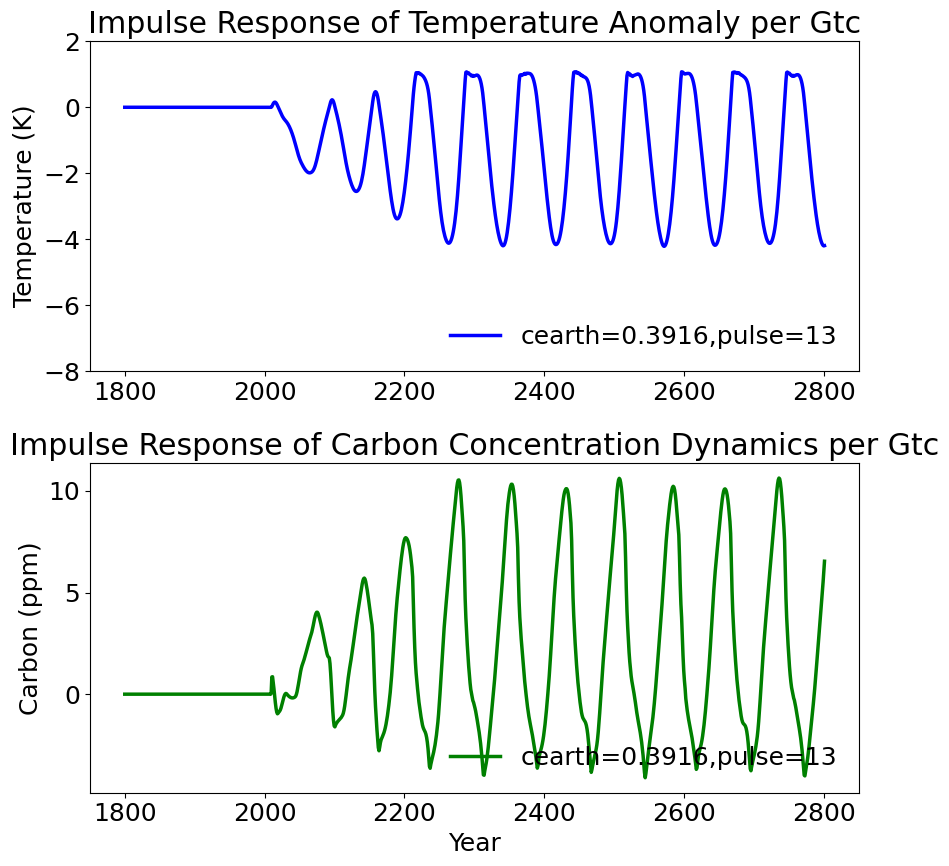 Impulse Response of Temperature Anomaly per Gtc
Temperature (K)
2
0
−2
−4
−6
−8
cearth=0.3916,pulse=13
1800 2000 2200 2400 2600 2800
Impulse Response of Carbon Concentration Dynamics per Gtc
Carbon (ppm)
10
5
0
cearth=0.3916,pulse=13
1800 2000 2200 2400 2600 2800
Year